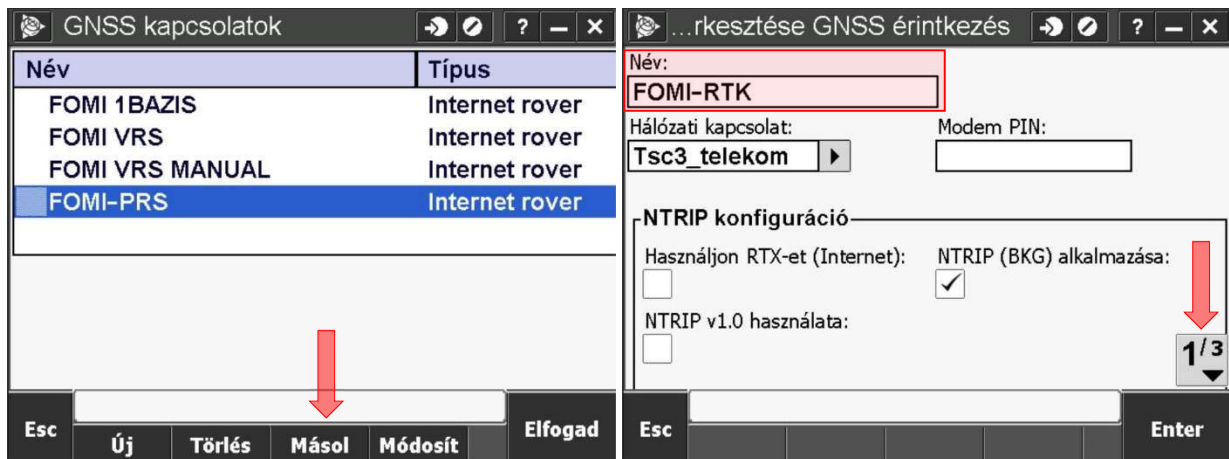 GNSS kapcsolatok ? – ×
Név Típus
FOMI 1BAZIS Internet rover
FOMI VRS Internet rover
FOMI VRS MANUAL Internet rover
FOMI-PRS Internet rover
Esc Új Törlés Másol Módosít Elfogad
...rkesztése GNSS érintkezés ? – ×
Név:
FOMI-RTK
Hálózati kapcsolat: Modem PIN:
Tsc3_telekom
NTRIP konfiguráció
Használjon RTX-et (Internet): NTRIP (BKG) alkalmazása:
NTRIP v1.0 használata:
1/3
Esc Enter